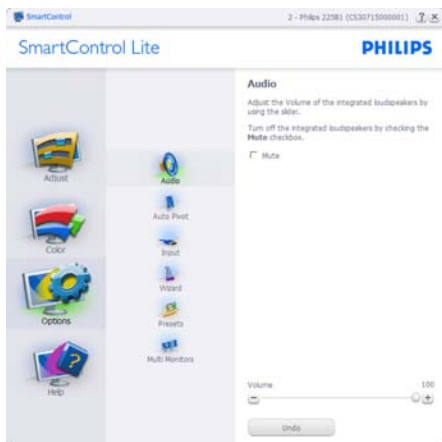 SmartControl
2 - Philips 225B1 (CS30715000001)
SmartControl Lite
PHILIPS
Adjust
Color
Options
Help
Audio
Auto Pivot
Input
Wizard
Presets
Multi Monitors
Audio
Adjust the Volume of the integrated loudspeakers by
using the slider.
Turn off the integrated loudspeakers by checking the
Mute checkbox.
Mute
Volume 100
Undo